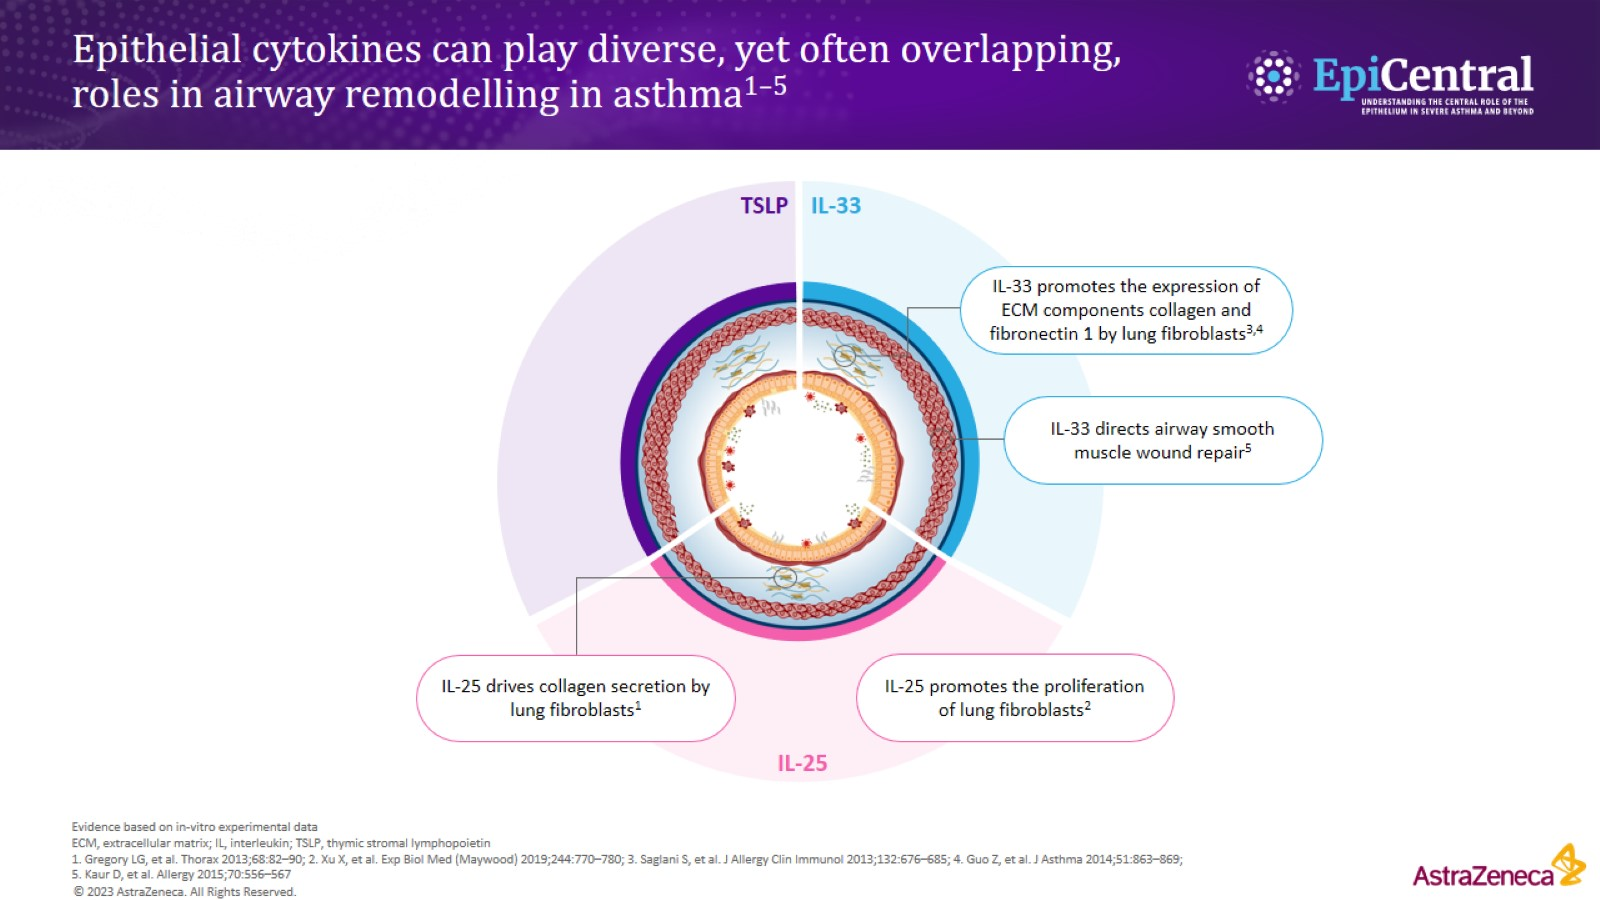 Epithelial cytokines can play diverse, yet often overlapping,
roles in airway remodelling in asthma1–5
EpiCentral
UNDERSTANDING THE CENTRAL ROLE OF THE
EPITHELIUM IN SEVERE ASTHMA AND BEYOND
TSLP
IL-33
IL-33 promotes the expression of
ECM components collagen and
fibronectin 1 by lung fibroblasts3,4
IL-33 directs airway smooth
muscle wound repair5
IL-25 drives collagen secretion by
lung fibroblasts1
IL-25 promotes the proliferation
of lung fibroblasts2
IL-25
Evidence based on in-vitro experimental data
ECM, extracellular matrix; IL, interleukin; TSLP, thymic stromal lymphopoietin
1. Gregory LG, et al. Thorax 2013;68:82–90; 2. Xu X, et al. Exp Biol Med (Maywood) 2019;244:770–780; 3. Saglani S, et al. J Allergy Clin Immunol 2013;132:676–685; 4. Guo Z, et al. J Asthma 2014;51:863–869;
5. Kaur D, et al. Allergy 2015;70:556–567
© 2023 AstraZeneca. All Rights Reserved.
AstraZeneca